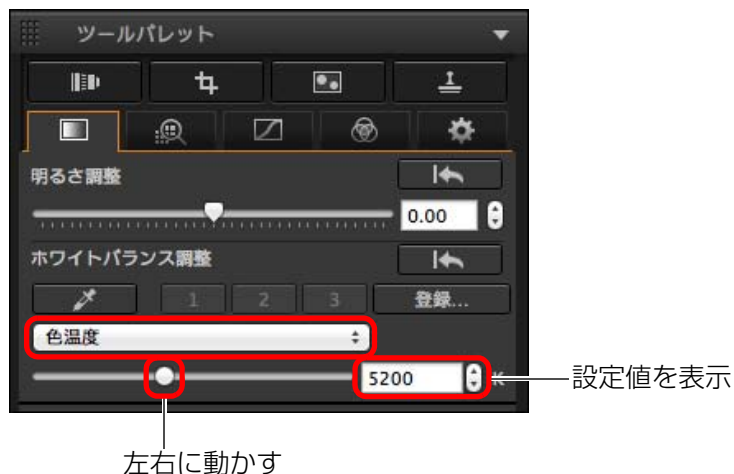 ツールパレット
明るさ調整
0.00
ホワイトバランス調整
1 2 3 登録...
色温度
5200 K
設定値を表示
左右に動かす